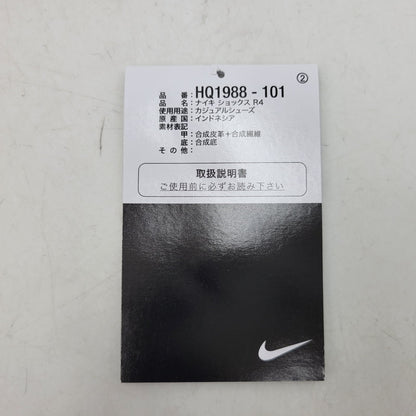 ②
品番: HQ1988 - 101
品名: ナイキ ショックス R4
使用用途: カジュアルシューズ
原産国: インドネシア
素材表記
甲: 合成皮革+合成繊維
底: 合成底
その他:
取扱説明書
ご使用前に必ずお読み下さい